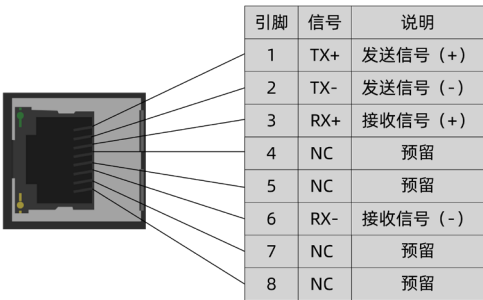 引脚 信号 说明
1 TX+ 发送信号（+）
2 TX- 发送信号（-）
3 RX+ 接收信号（+）
4 NC 预留
5 NC 预留
6 RX- 接收信号（-）
7 NC 预留
8 NC 预留